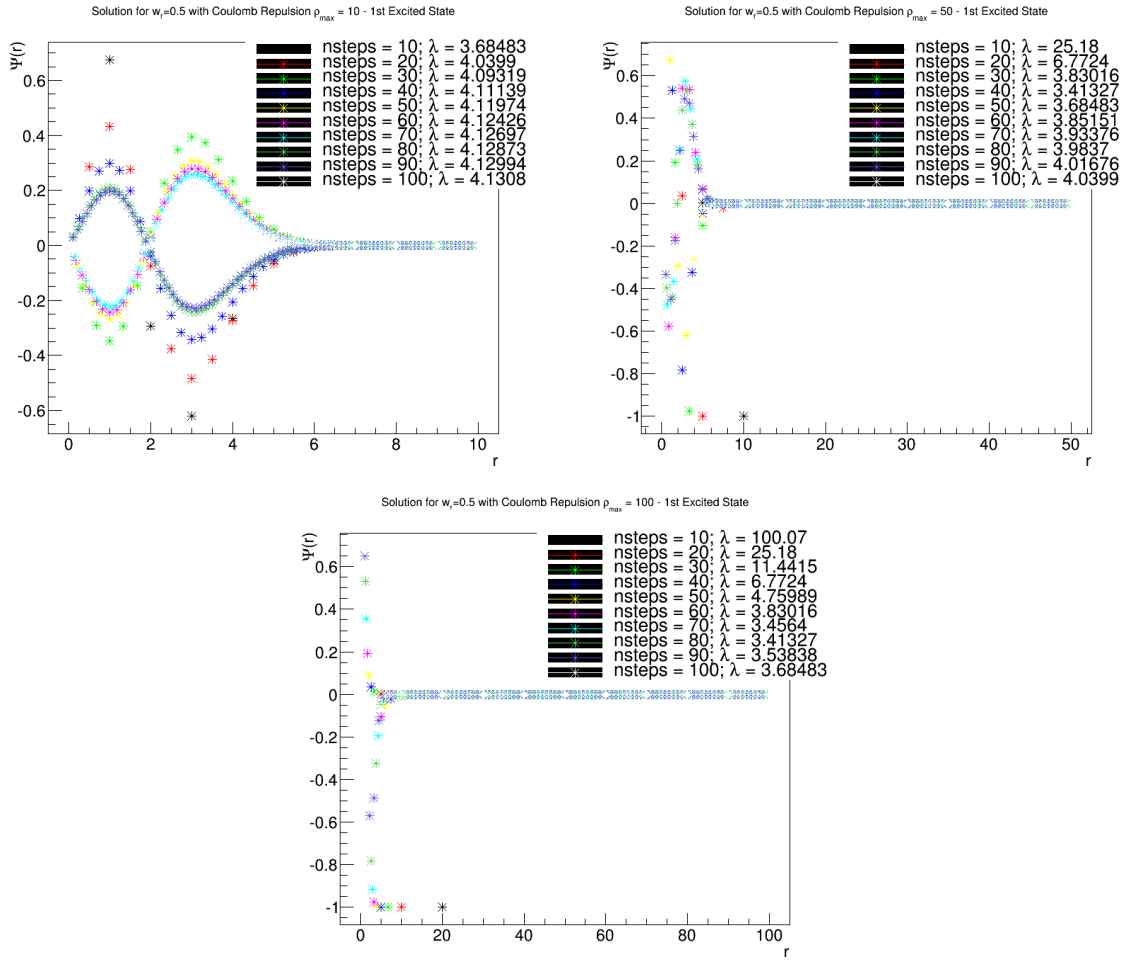 Solution for w_r=0.5 with Coulomb Repulsion ρ_max = 10 - 1st Excited State
Ψ(r)
nsteps = 10; λ = 3.68483
nsteps = 20; λ = 4.0399
nsteps = 30; λ = 4.09319
nsteps = 40; λ = 4.11139
nsteps = 50; λ = 4.11974
nsteps = 60; λ = 4.12426
nsteps = 70; λ = 4.12697
nsteps = 80; λ = 4.12873
nsteps = 90; λ = 4.12994
nsteps = 100; λ = 4.1308
0.6
0.4
0.2
0
-0.2
-0.4
-0.6
0 2 4 6 8 10
r
Solution for w_r=0.5 with Coulomb Repulsion ρ_max = 50 - 1st Excited State
Ψ(r)
nsteps = 10; λ = 25.18
nsteps = 20; λ = 6.7724
nsteps = 30; λ = 3.83016
nsteps = 40; λ = 3.41327
nsteps = 50; λ = 3.68483
nsteps = 60; λ = 3.85151
nsteps = 70; λ = 3.93376
nsteps = 80; λ = 3.9837
nsteps = 90; λ = 4.01676
nsteps = 100; λ = 4.0399
0.6
0.4
0.2
0
-0.2
-0.4
-0.6
-0.8
-1
0 10 20 30 40 50
r
Solution for w_r=0.5 with Coulomb Repulsion ρ_max = 100 - 1st Excited State
Ψ(r)
nsteps = 10; λ = 100.07
nsteps = 20; λ = 25.18
nsteps = 30; λ = 11.4415
nsteps = 40; λ = 6.7724
nsteps = 50; λ = 4.75989
nsteps = 60; λ = 3.83016
nsteps = 70; λ = 3.4564
nsteps = 80; λ = 3.41327
nsteps = 90; λ = 3.53838
nsteps = 100; λ = 3.68483
0.6
0.4
0.2
0
-0.2
-0.4
-0.6
-0.8
-1
0 20 40 60 80 100
r